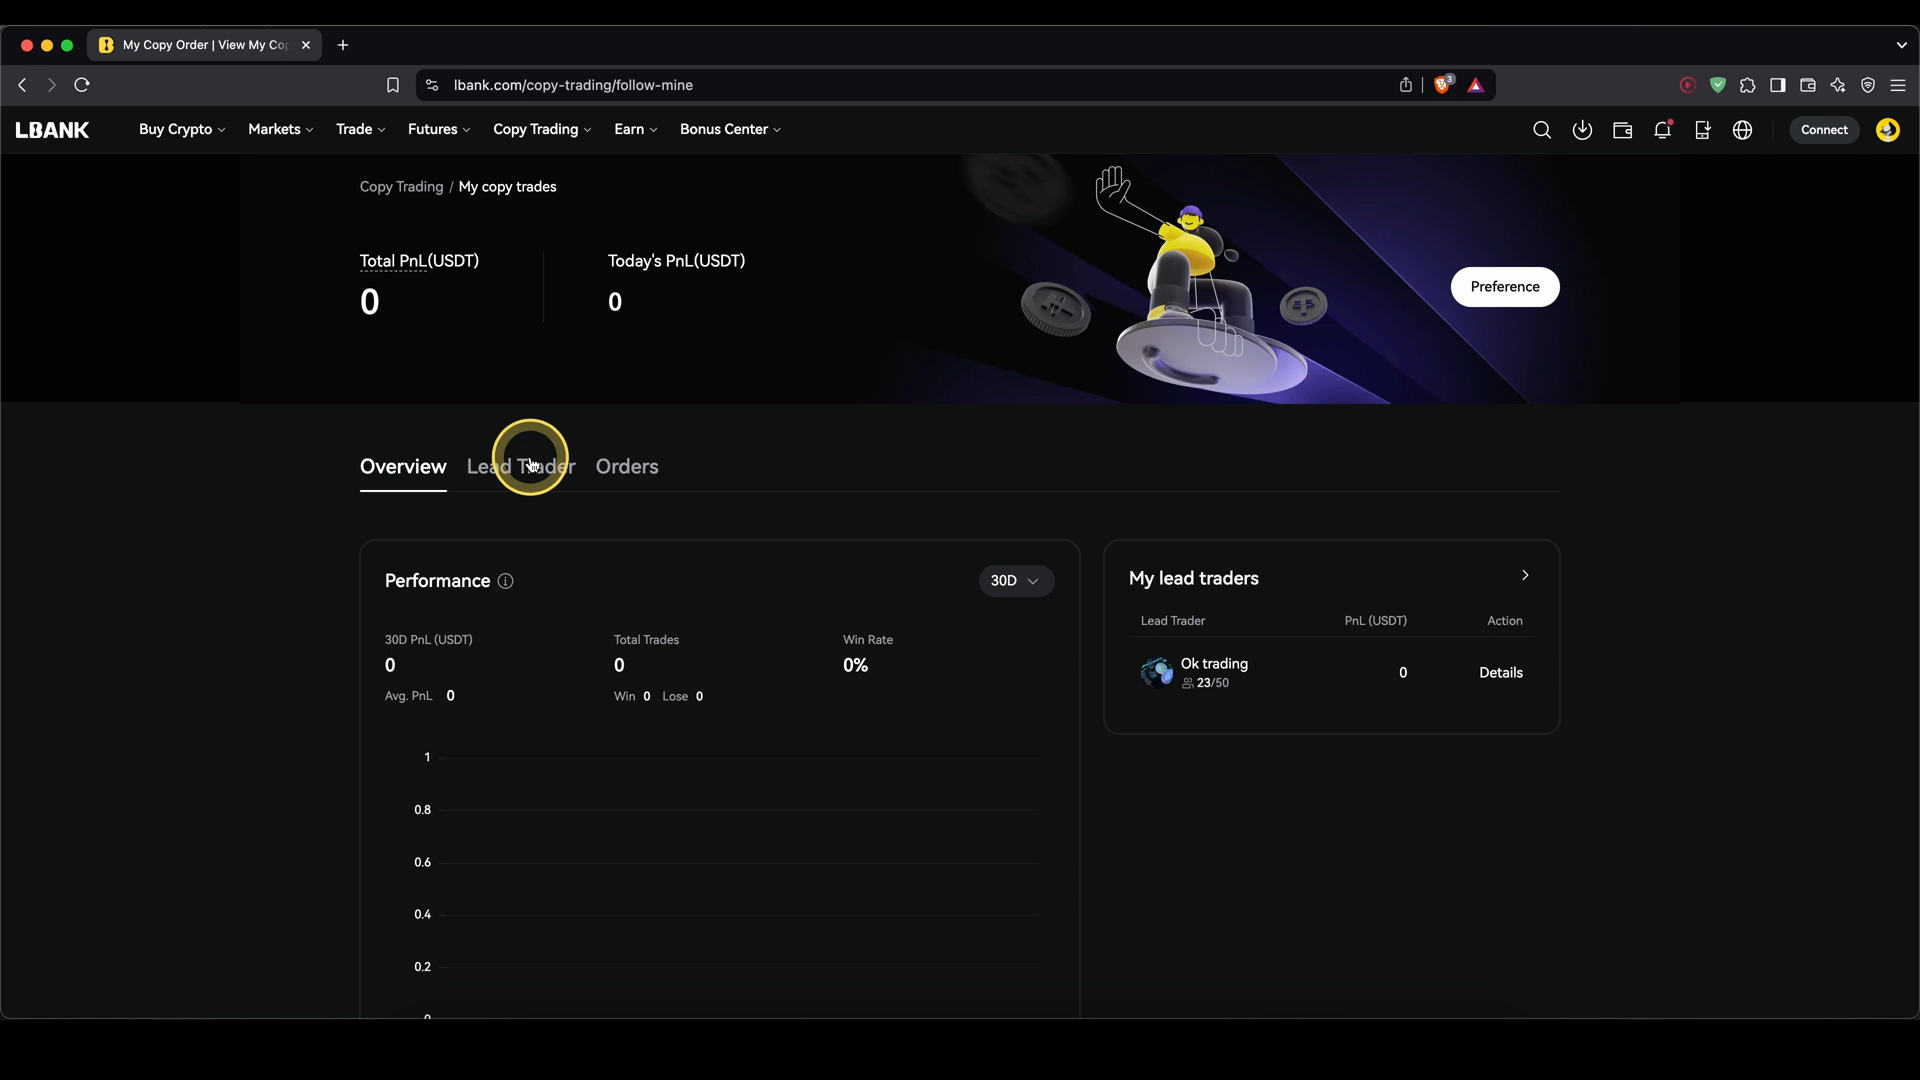 My Copy Order | View My Co
lbank.com/copy-trading/follow-mine
3
LBANK
Buy Crypto
Markets
Trade
Futures
Copy Trading
Earn
Bonus Center
Connect
Copy Trading / My copy trades
Total PnL(USDT)
Today's PnL(USDT)
0
0
Preference
Overview
Lead Trader
Orders
Performance
30D
My lead traders
Lead Trader
PnL (USDT)
Action
30D PnL (USDT)
Total Trades
Win Rate
0
0
0%
Avg. PnL 0
Win 0 Lose 0
Ok trading
23/50
0
Details
1
0.8
0.6
0.4
0.2